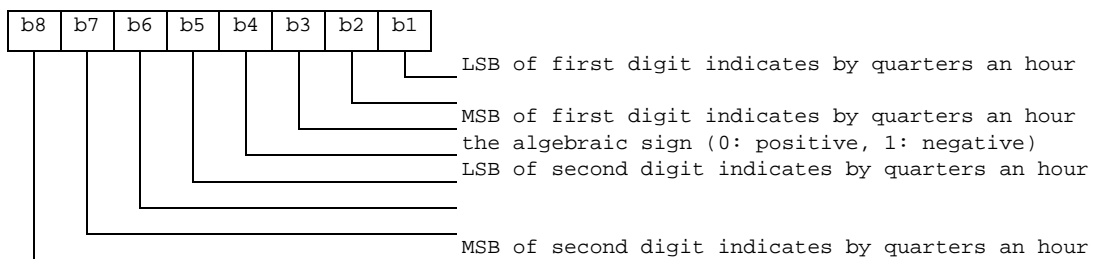 b8 b7 b6 b5 b4 b3 b2 b1
LSB of first digit indicates by quarters an hour
MSB of first digit indicates by quarters an hour
the algebraic sign (0: positive, 1: negative)
LSB of second digit indicates by quarters an hour
MSB of second digit indicates by quarters an hour